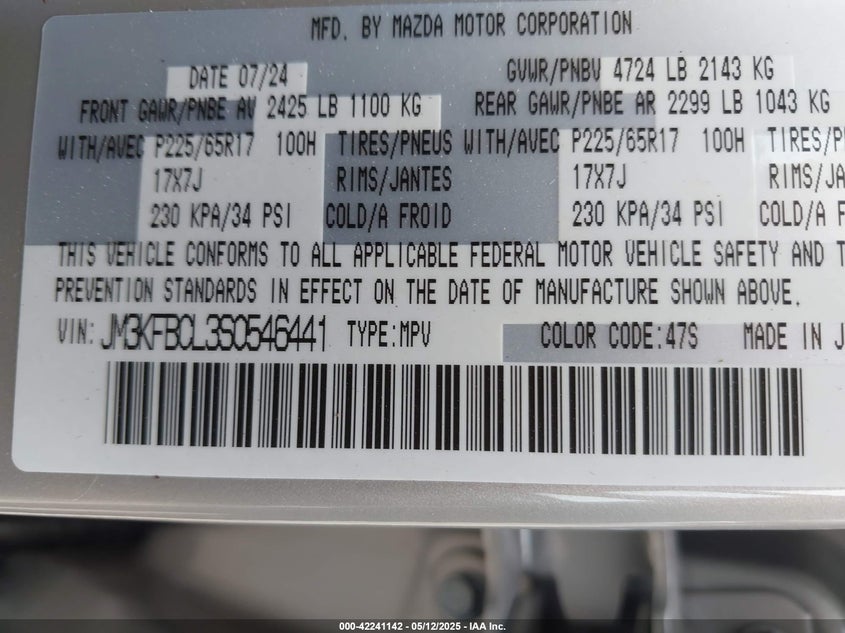 MFD. BY MAZDA MOTOR CORPORATION
DATE 07/24 GVWR/PNBV 4724 LB 2143 KG
FRONT GAWR/PNBE AV 2425 LB 1100 KG REAR GAWR/PNBE AR 2299 LB 1043 KG
WITH/AVEC P225/65R17 100H TIRES/PNEUS WITH/AVEC P225/65R17 100H TIRES/P
17X7J RIMS/JANTES 17X7J RIMS/JA
230 KPA/34 PSI COLD/A FROID 230 KPA/34 PSI COLD/A
THIS VEHICLE CONFORMS TO ALL APPLICABLE FEDERAL MOTOR VEHICLE SAFETY AND T
PREVENTION STANDARDS IN EFFECT ON THE DATE OF MANUFACTURE SHOWN ABOVE.
VIN: JM3KFBCL3S0546441 TYPE:MPV COLOR CODE:47S MADE IN J
000-42241142 - 05/12/2025 - IAA Inc.